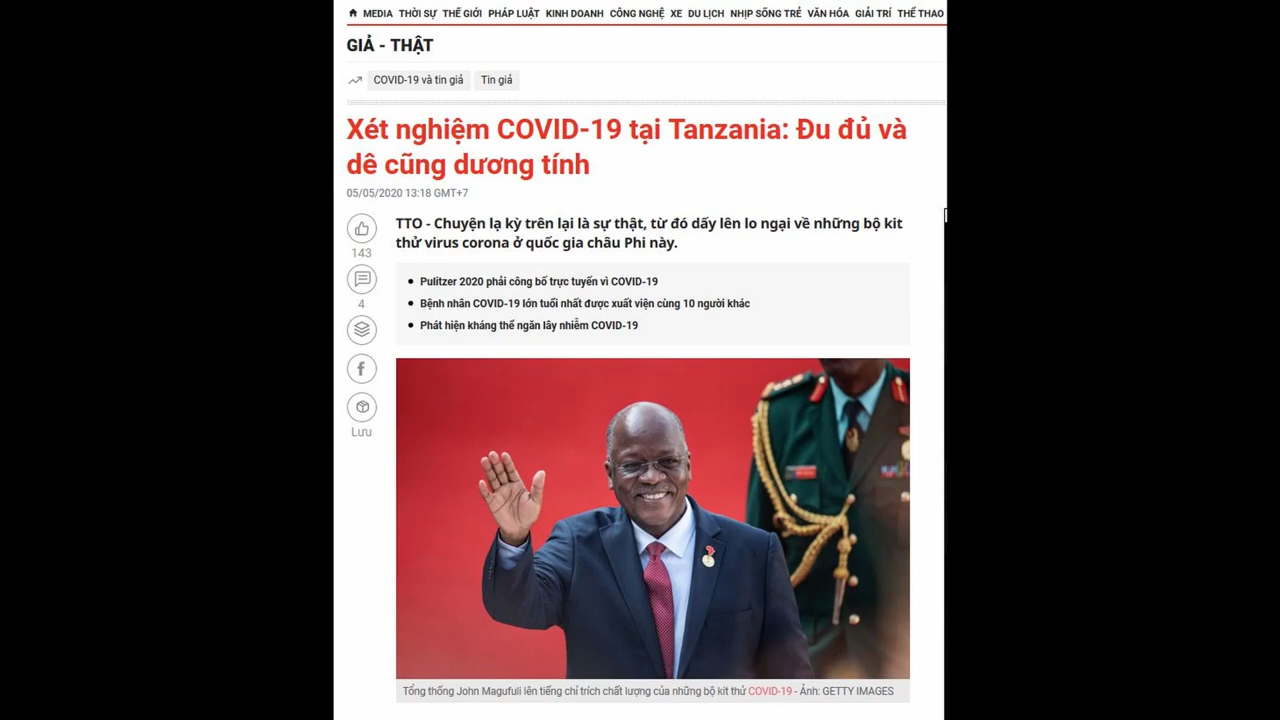 MEDIA THỜI SỰ THẾ GIỚI PHÁP LUẬT KINH DOANH CÔNG NGHỆ XE DU LỊCH NHỊP SỐNG TRẺ VĂN HÓA GIẢI TRÍ THỂ THAO
GIẢ - THẬT
COVID-19 và tin giả Tin giả
Xét nghiệm COVID-19 tại Tanzania: Đu đủ và
dê cũng dương tính
05/05/2020 13:18 GMT+7
TTO - Chuyện lạ kỳ trên lại là sự thật, từ đó dấy lên lo ngại về những bộ kit
thử virus corona ở quốc gia châu Phi này.
143
4
Lưu
Pulitzer 2020 phải công bố trực tuyến vì COVID-19
Bệnh nhân COVID-19 lớn tuổi nhất được xuất viện cùng 10 người khác
Phát hiện kháng thể ngăn lây nhiễm COVID-19
Tổng thống John Magufuli lên tiếng chỉ trích chất lượng của những bộ kit thử COVID-19 - Ảnh: GETTY IMAGES